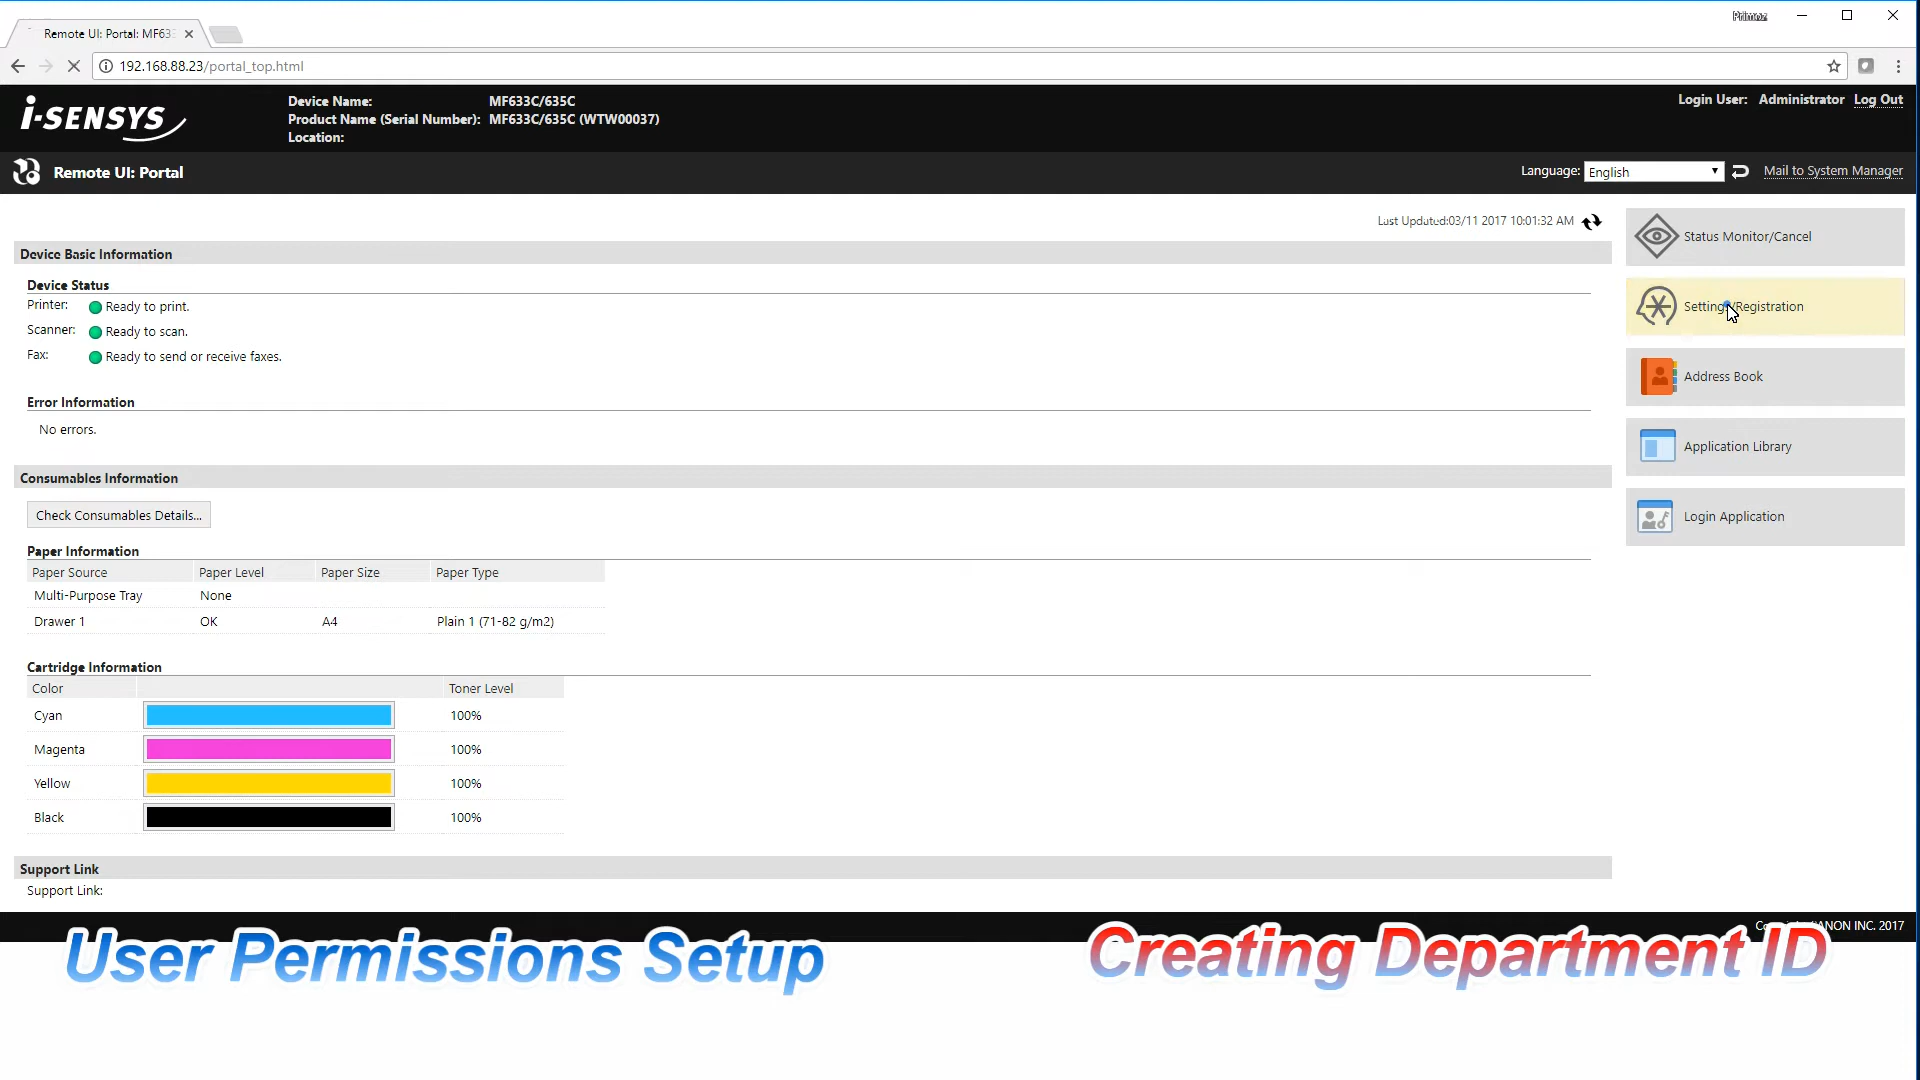 Primoz
Remote UI: Portal: MF633
192.168.88.23/portal_top.html
i-SENSYS
Device Name: MF633C/635C
Product Name (Serial Number): MF633C/635C (WTW00037)
Location:
Login User: Administrator Log Out
Remote UI: Portal
Language: English Mail to System Manager
Last Updated:03/11 2017 10:01:32 AM
Device Basic Information
Device Status
Printer: Ready to print.
Scanner: Ready to scan.
Fax: Ready to send or receive faxes.
Error Information
No errors.
Consumables Information
Check Consumables Details...
Paper Information
Paper Source Paper Level Paper Size Paper Type
Multi-Purpose Tray None
Drawer 1 OK A4 Plain 1 (71-82 g/m2)
Cartridge Information
Color Toner Level
Cyan 100%
Magenta 100%
Yellow 100%
Black 100%
Support Link
Support Link:
Status Monitor/Cancel
Settings/Registration
Address Book
Application Library
Login Application
CANON INC. 2017
User Permissions Setup
Creating Department ID